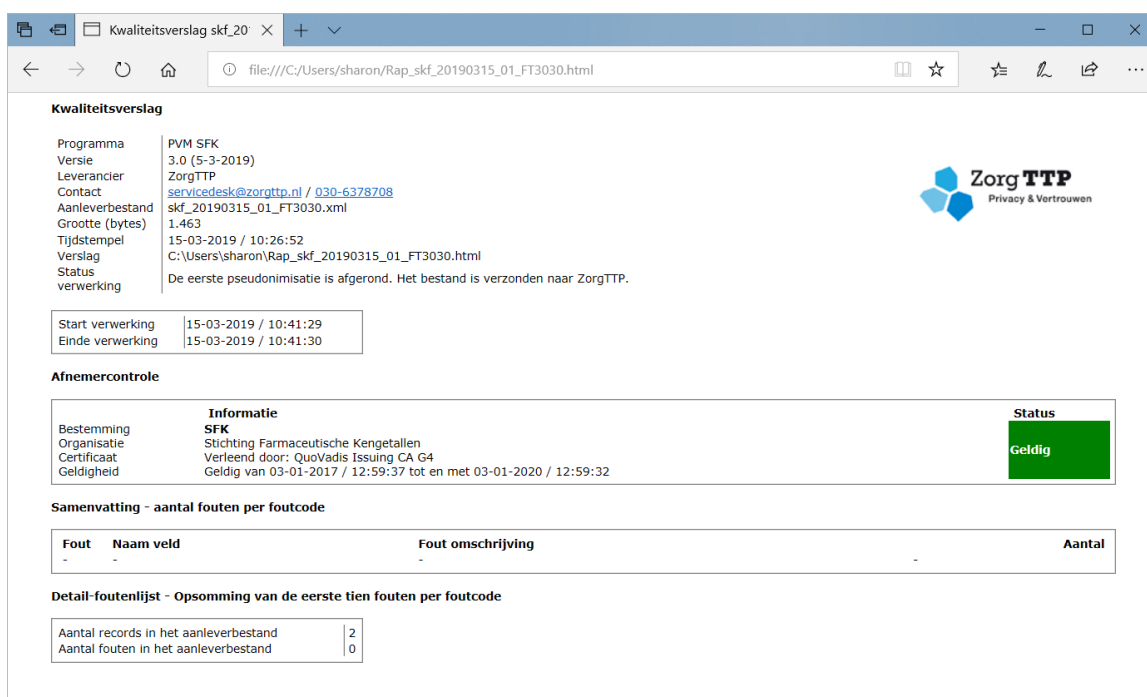 Kwaliteitsverslag skf_20
file:///C:/Users/sharon/Rap_skf_20190315_01_FT3030.html
Kwaliteitsverslag
Programma PVM SFK
Versie 3.0 (5-3-2019)
Leverancier ZorgTTP
Contact servicedesk@zorgttp.nl / 030-6378708
Aanleverbestand skf_20190315_01_FT3030.xml
Grootte (bytes) 1.463
Tijdstempel 15-03-2019 / 10:26:52
Verslag C:\Users\sharon\Rap_skf_20190315_01_FT3030.html
Status verwerking De eerste pseudonimisatie is afgerond. Het bestand is verzonden naar ZorgTTP.
Zorg TTP
Privacy & Vertrouwen
Start verwerking 15-03-2019 / 10:41:29
Einde verwerking 15-03-2019 / 10:41:30
Afnemercontrole
Informatie Status
Bestemming SFK
Organisatie Stichting Farmaceutische Kengetallen
Certificaat Verleend door: QuoVadis Issuing CA G4
Geldigheid Geldig van 03-01-2017 / 12:59:37 tot en met 03-01-2020 / 12:59:32
Geldig
Samenvatting - aantal fouten per foutcode
Fout Naam veld Fout omschrijving Aantal
- - - -
Detail-foutenlijst - Opsomming van de eerste tien fouten per foutcode
Aantal records in het aanleverbestand 2
Aantal fouten in het aanleverbestand 0